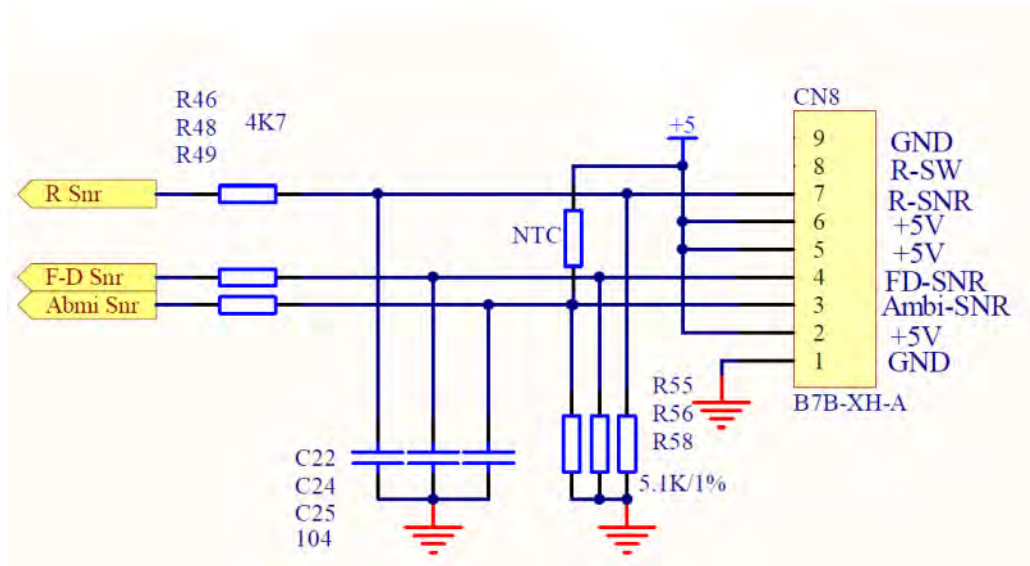 CN8
R46
R48
R49
4K7
+5
9 GND
8 R-SW
R Snr
7 R-SNR
6 +5V
NTC
5 +5V
F-D Snr
4 FD-SNR
Abmi Snr
3 Ambi-SNR
2 +5V
1 GND
B7B-XH-A
R55
R56
R58
5.1K/1%
C22
C24
C25
104